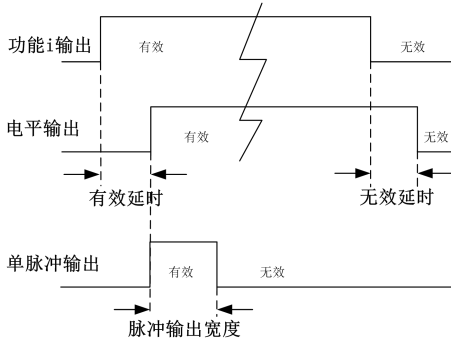 功能i输出
有效
无效
电平输出
有效
无效
有效延时
无效延时
单脉冲输出
有效
无效
脉冲输出宽度